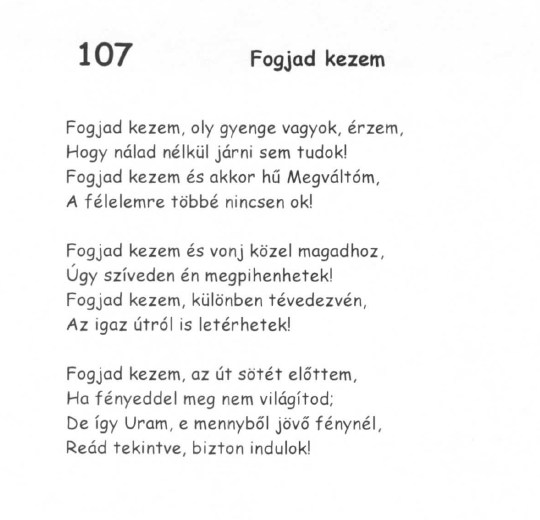 107 Fogjad kezem
Fogjad kezem, oly gyenge vagyok, érzem,
Hogy nálad nélkül járni sem tudok!
Fogjad kezem és akkor hű Megváltóm,
A félelemre többé nincsen ok!
Fogjad kezem és vonj közel magadhoz,
Úgy szíveden én megpihenhetek!
Fogjad kezem, különben tévedezvén,
Az igaz útról is letérhetek!
Fogjad kezem, az út sötét előttem,
Ha fényeddel meg nem világítod;
De így Uram, e mennyből jövő fénynél,
Reád tekintve, bizton indulok!